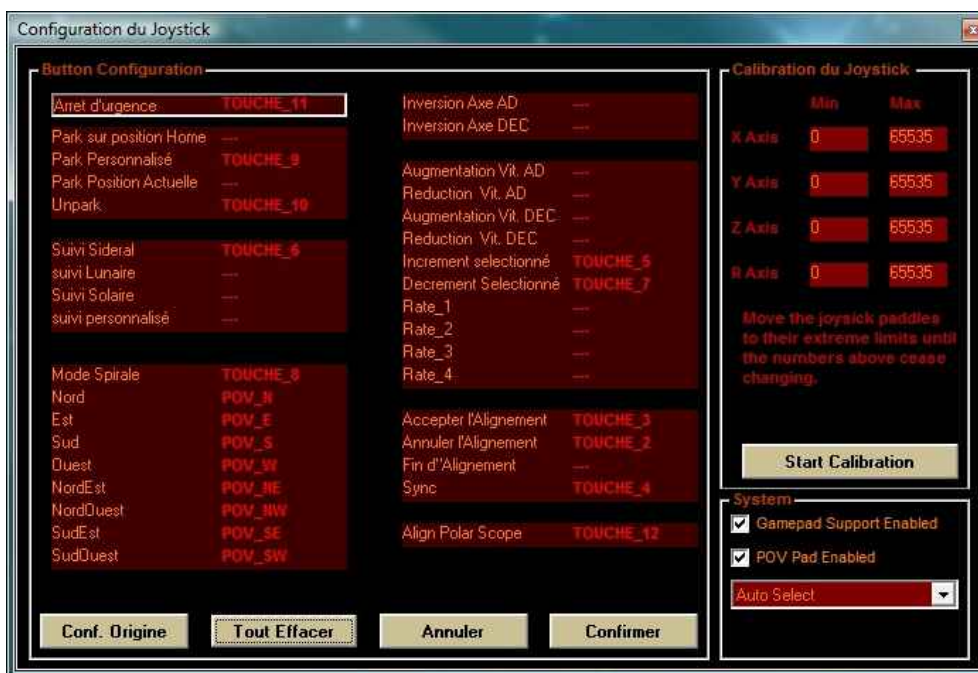 Configuration du Joystick
Button Configuration
Arret d'urgence TOUCHE_11
Park sur position Home ---
Park Personnalisé TOUCHE_9
Park Position Actuelle ---
Unpark TOUCHE_10
Suivi Sideral TOUCHE_6
suivi Lunaire ---
Suivi Solaire ---
suivi personnalisé ---
Mode Spirale TOUCHE_8
Nord POV_N
Est POV_E
Sud POV_S
Ouest POV_W
NordEst POV_NE
NordOuest POV_NW
SudEst POV_SE
SudOuest POV_SW
Inversion Axe AD ---
Inversion Axe DEC ---
Augmentation Vit. AD ---
Reduction Vit. AD ---
Augmentation Vit. DEC ---
Reduction Vit. DEC ---
Increment selectionné TOUCHE_5
Decrement Selectionné TOUCHE_7
Rate_1 ---
Rate_2 ---
Rate_3 ---
Rate_4 ---
Accepter l'Alignement TOUCHE_3
Annuler l'Alignement TOUCHE_2
Fin d''Alignement ---
Sync TOUCHE_4
Align Polar Scope TOUCHE_12
Conf. Origine Tout Effacer Annuler Confirmer
Calibration du Joystick
Min Max
X Axis 0 65535
Y Axis 0 65535
Z Axis 0 65535
R Axis 0 65535
Move the joysick paddles
to their extreme limits until
the numbers above cease
changing.
Start Calibration
System
Gamepad Support Enabled
POV Pad Enabled
Auto Select